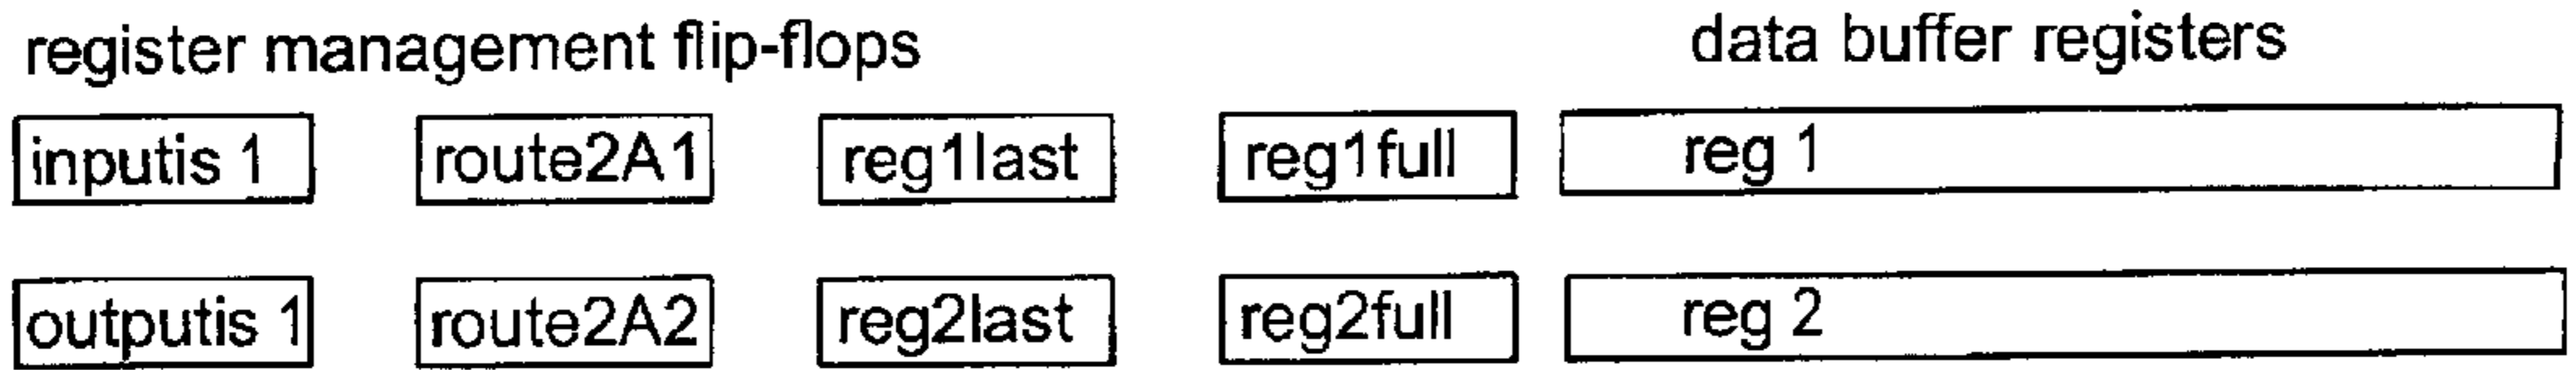 register management flip-flops data buffer registers
inputis 1 route2A1 reg1last reg1full reg 1
outputis 1 route2A2 reg2last reg2full reg 2